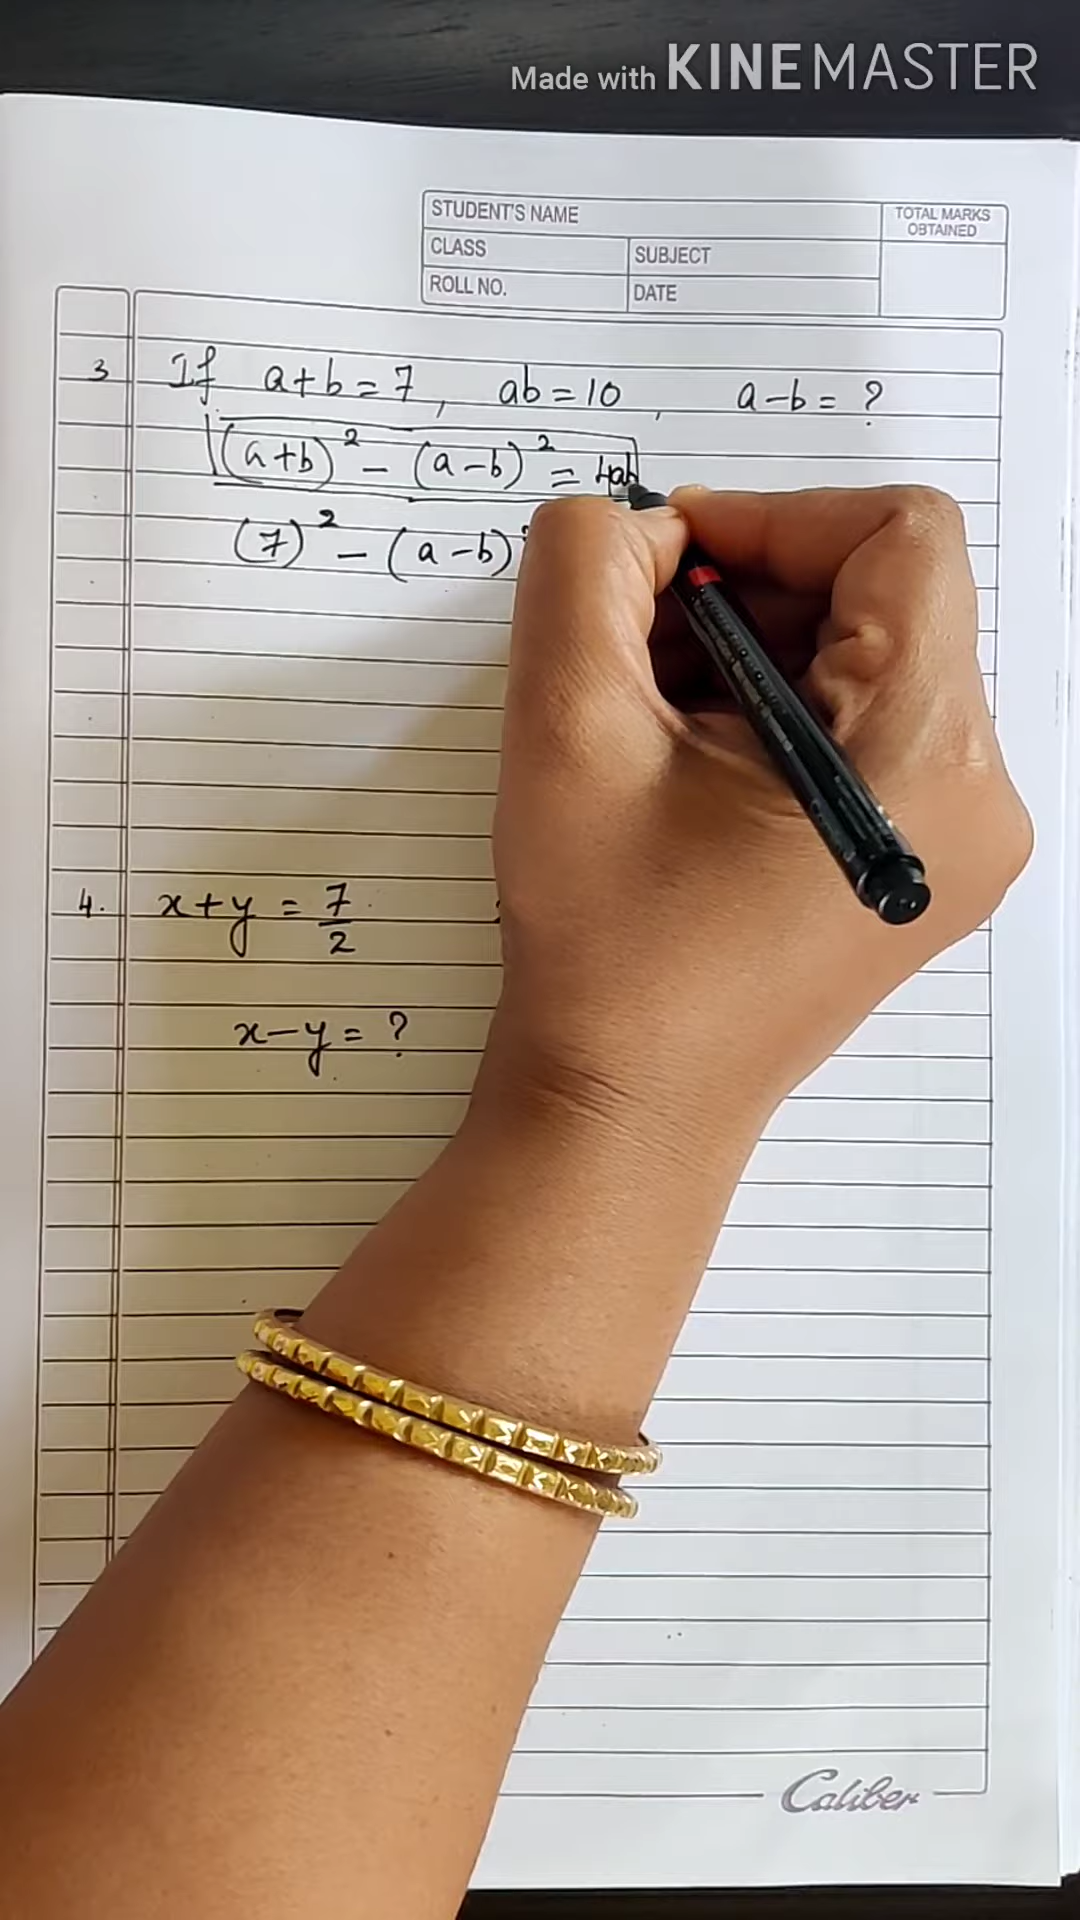 Made with KINEMASTER
STUDENT'S NAME
TOTAL MARKS OBTAINED
CLASS
SUBJECT
ROLL NO.
DATE
3 If a+b=7, ab=10, a-b=?
(a+b)² - (a-b)² = 4ab
(7)² - (a-b)
4. x+y = 7/2
x-y = ?
Caliber